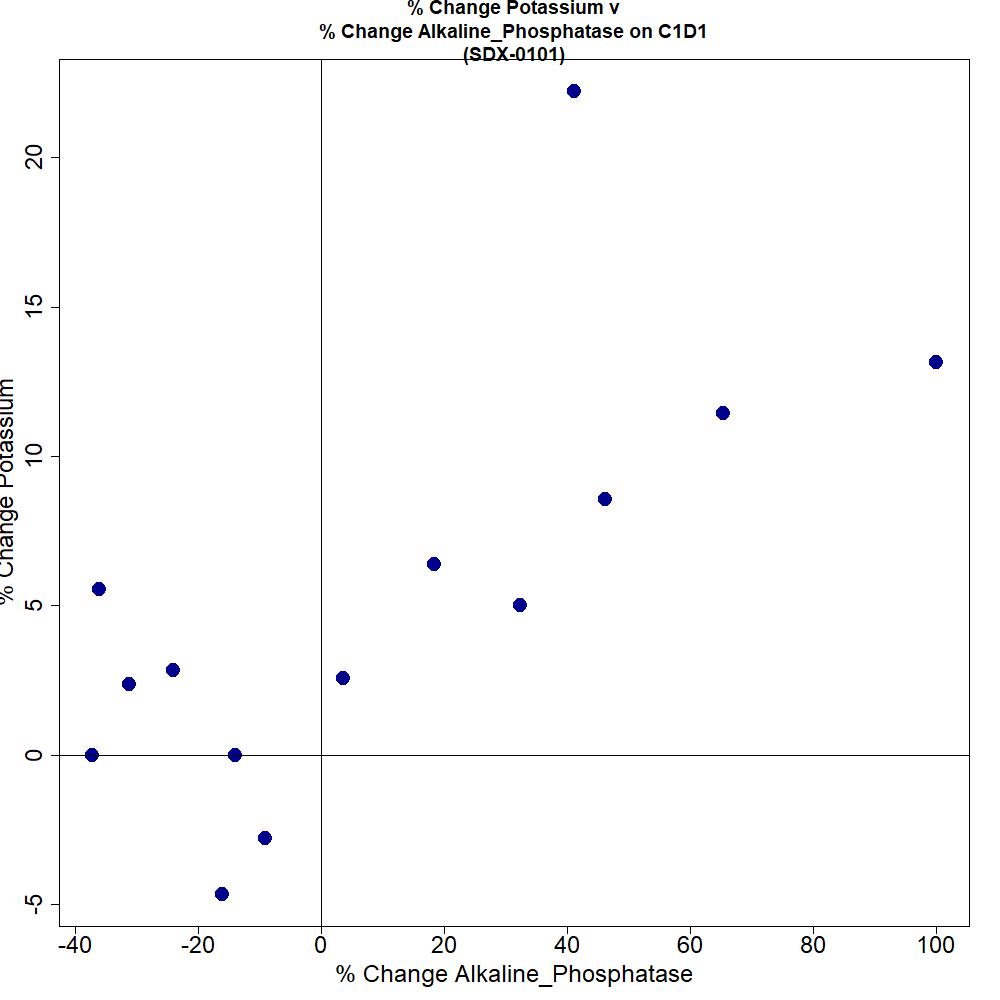 % Change Potassium v
% Change Alkaline_Phosphatase on C1D1
(SDX-0101)
% Change Potassium
20
15
10
5
0
-5
-40 -20 0 20 40 60 80 100
% Change Alkaline_Phosphatase